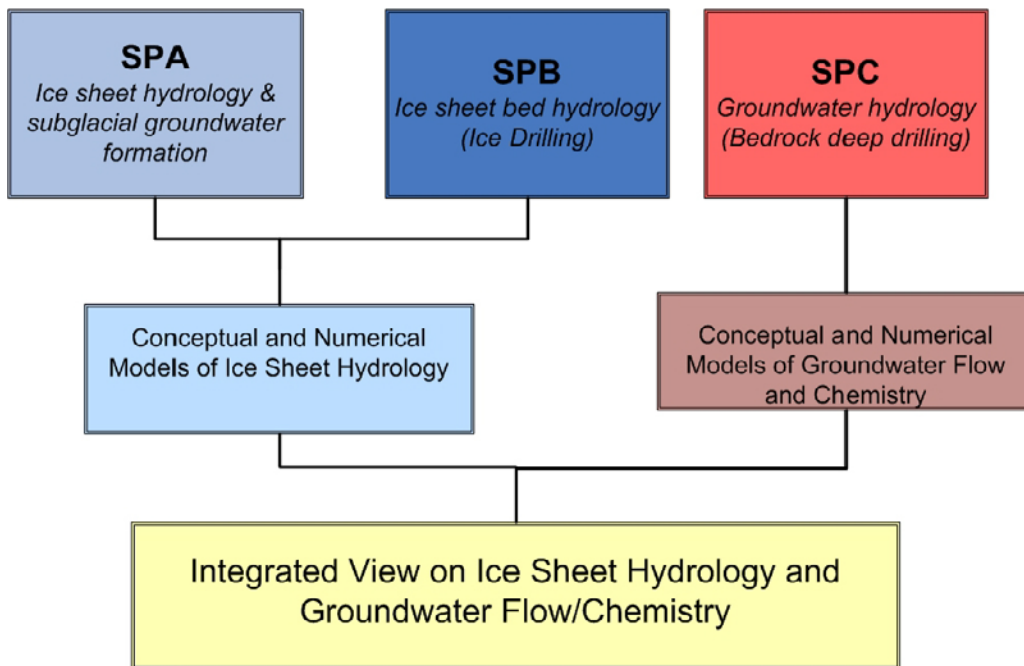 SPA
Ice sheet hydrology &
subglacial groundwater
formation
SPB
Ice sheet bed hydrology
(Ice Drilling)
SPC
Groundwater hydrology
(Bedrock deep drilling)
Conceptual and Numerical
Models of Ice Sheet Hydrology
Conceptual and Numerical
Models of Groundwater Flow
and Chemistry
Integrated View on Ice Sheet Hydrology and
Groundwater Flow/Chemistry